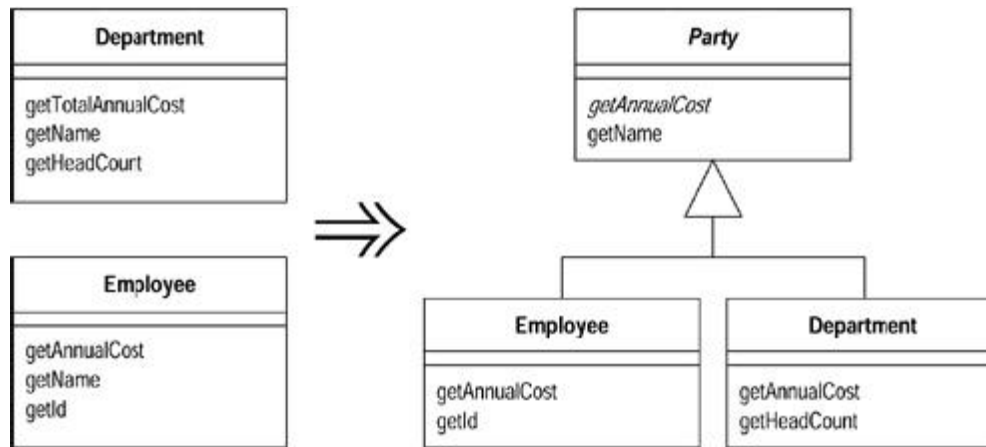 Department
getTotalAnnualCost
getName
getHeadCourt
Employee
getAnnualCost
getName
getId
Party
getAnnualCost
getName
Employee
getAnnualCost
getId
Department
getAnnualCost
getHeadCount